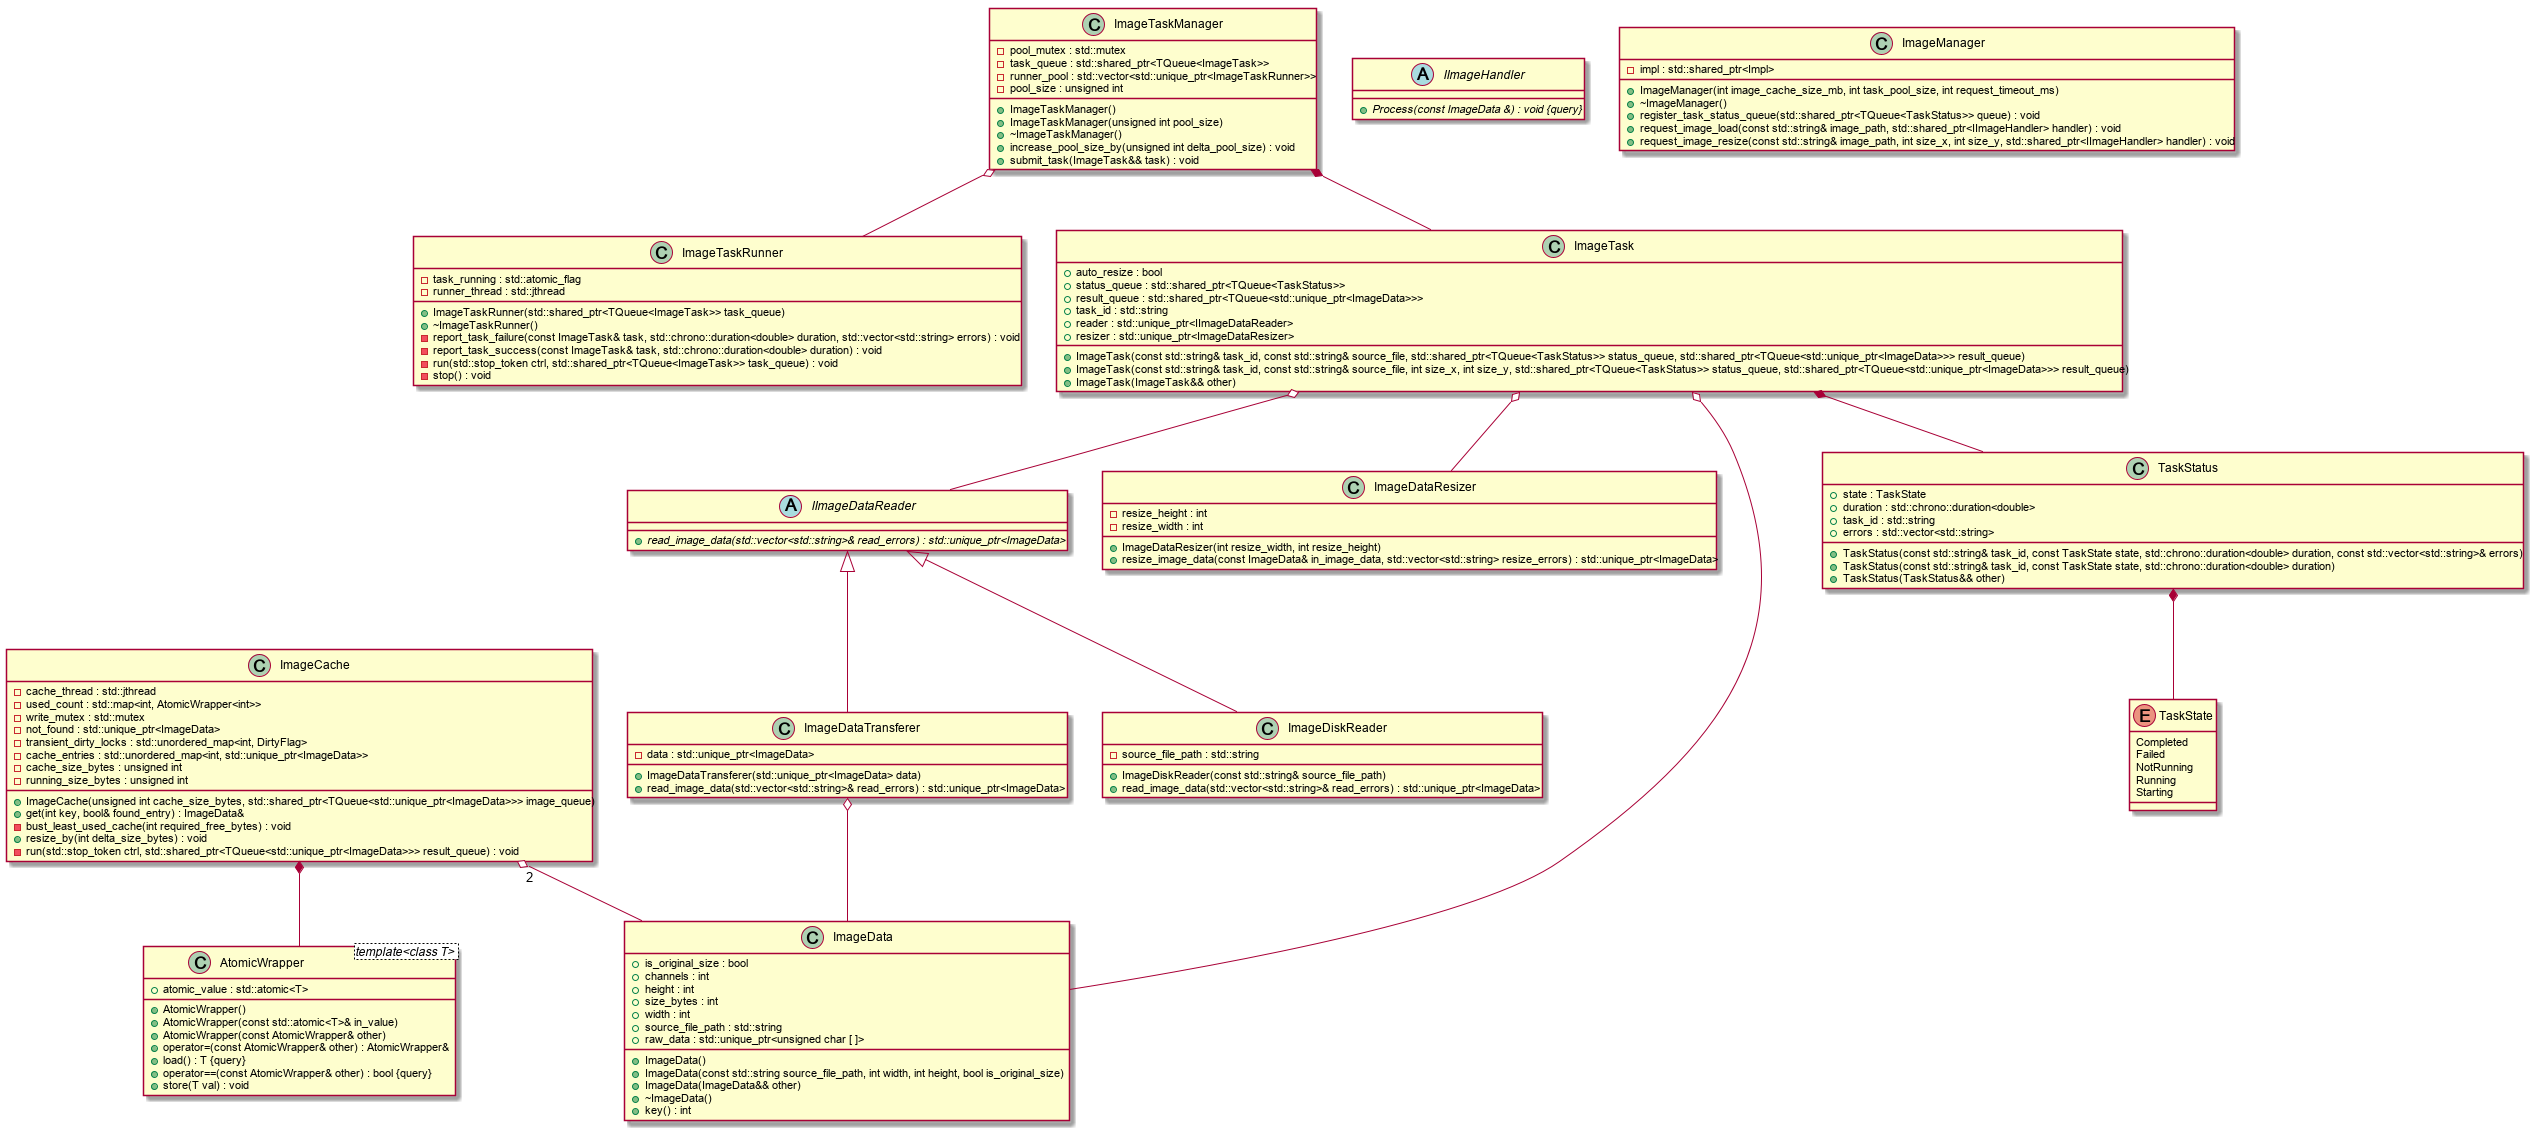 C ImageTaskManager
pool_mutex : std::mutex
task_queue : std::shared_ptr<TQueue<ImageTask>>
runner_pool : std::vector<std::unique_ptr<ImageTaskRunner>>
pool_size : unsigned int
ImageTaskManager()
ImageTaskManager(unsigned int pool_size)
~ImageTaskManager()
increase_pool_size_by(unsigned int delta_pool_size) : void
submit_task(ImageTask&& task) : void
A IImageHandler
Process(const ImageData &) : void {query}
C ImageManager
impl : std::shared_ptr<Impl>
ImageManager(int image_cache_size_mb, int task_pool_size, int request_timeout_ms)
~ImageManager()
register_task_status_queue(std::shared_ptr<TQueue<TaskStatus>> queue) : void
request_image_load(const std::string& image_path, std::shared_ptr<IImageHandler> handler) : void
request_image_resize(const std::string& image_path, int size_x, int size_y, std::shared_ptr<IImageHandler> handler) : void
C ImageTaskRunner
task_running : std::atomic_flag
runner_thread : std::jthread
ImageTaskRunner(std::shared_ptr<TQueue<ImageTask>> task_queue)
~ImageTaskRunner()
report_task_failure(const ImageTask& task, std::chrono::duration<double> duration, std::vector<std::string> errors) : void
report_task_success(const ImageTask& task, std::chrono::duration<double> duration) : void
run(std::stop_token ctrl, std::shared_ptr<TQueue<ImageTask>> task_queue) : void
stop() : void
C ImageTask
auto_resize : bool
status_queue : std::shared_ptr<TQueue<TaskStatus>>
result_queue : std::shared_ptr<TQueue<std::unique_ptr<ImageData>>>
task_id : std::string
reader : std::unique_ptr<IImageDataReader>
resizer : std::unique_ptr<ImageDataResizer>
ImageTask(const std::string& task_id, const std::string& source_file, std::shared_ptr<TQueue<TaskStatus>> status_queue, std::shared_ptr<TQueue<std::unique_ptr<ImageData>>> result_queue)
ImageTask(const std::string& task_id, const std::string& source_file, int size_x, int size_y, std::shared_ptr<TQueue<TaskStatus>> status_queue, std::shared_ptr<TQueue<std::unique_ptr<ImageData>>> result_queue)
ImageTask(ImageTask&& other)
A IImageDataReader
read_image_data(std::vector<std::string>& read_errors) : std::unique_ptr<ImageData>
C ImageDataResizer
resize_height : int
resize_width : int
ImageDataResizer(int resize_width, int resize_height)
resize_image_data(const ImageData& in_image_data, std::vector<std::string> resize_errors) : std::unique_ptr<ImageData>
C TaskStatus
state : TaskState
duration : std::chrono::duration<double>
task_id : std::string
errors : std::vector<std::string>
TaskStatus(const std::string& task_id, const TaskState state, std::chrono::duration<double> duration, const std::vector<std::string>& errors)
TaskStatus(const std::string& task_id, const TaskState state, std::chrono::duration<double> duration)
TaskStatus(TaskStatus&& other)
C ImageCache
cache_thread : std::jthread
used_count : std::map<int, AtomicWrapper<int>>
write_mutex : std::mutex
not_found : std::unique_ptr<ImageData>
transient_dirty_locks : std::unordered_map<int, DirtyFlag>
cache_entries : std::unordered_map<int, std::unique_ptr<ImageData>>
cache_size_bytes : unsigned int
running_size_bytes : unsigned int
ImageCache(unsigned int cache_size_bytes, std::shared_ptr<TQueue<std::unique_ptr<ImageData>>> image_queue)
get(int key, bool& found_entry) : ImageData&
bust_least_used_cache(int required_free_bytes) : void
resize_by(int delta_size_bytes) : void
run(std::stop_token ctrl, std::shared_ptr<TQueue<std::unique_ptr<ImageData>>> result_queue) : void
C ImageDataTransferer
data : std::unique_ptr<ImageData>
ImageDataTransferer(std::unique_ptr<ImageData> data)
read_image_data(std::vector<std::string>& read_errors) : std::unique_ptr<ImageData>
C ImageDiskReader
source_file_path : std::string
ImageDiskReader(const std::string& source_file_path)
read_image_data(std::vector<std::string>& read_errors) : std::unique_ptr<ImageData>
E TaskState
Completed
Failed
NotRunning
Running
Starting
2
C AtomicWrapper
template<class T>
atomic_value : std::atomic<T>
AtomicWrapper()
AtomicWrapper(const std::atomic<T>& in_value)
AtomicWrapper(const AtomicWrapper& other)
operator=(const AtomicWrapper& other) : AtomicWrapper&
load() : T {query}
operator==(const AtomicWrapper& other) : bool {query}
store(T val) : void
C ImageData
is_original_size : bool
channels : int
height : int
size_bytes : int
width : int
source_file_path : std::string
raw_data : std::unique_ptr<unsigned char [ ]>
ImageData()
ImageData(const std::string source_file_path, int width, int height, bool is_original_size)
ImageData(ImageData&& other)
~ImageData()
key() : int